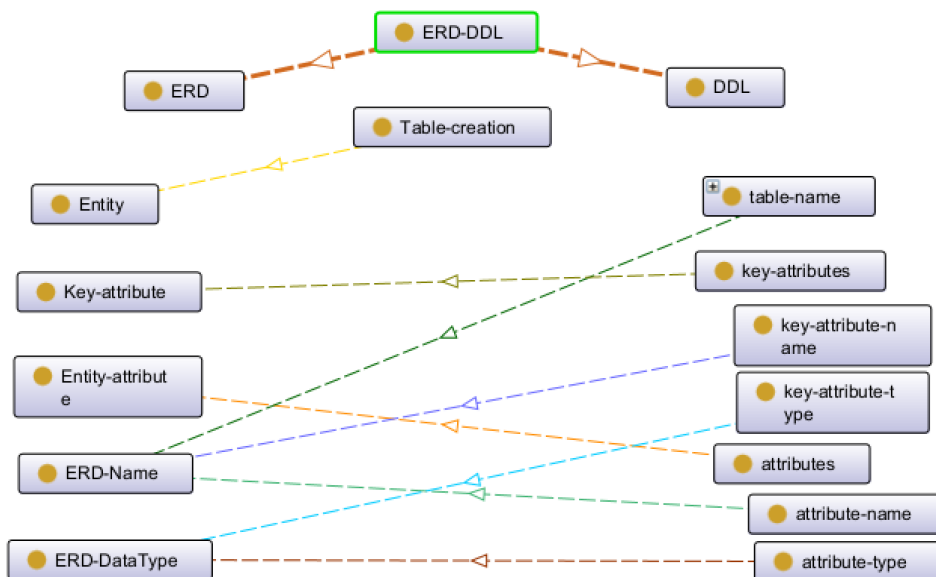 ERD-DDL
ERD
DDL
Table-creation
Entity
table-name
Key-attribute
key-attributes
key-attribute-n
ame
Entity-attribut
e
key-attribute-t
ype
ERD-Name
attributes
attribute-name
ERD-DataType
attribute-type